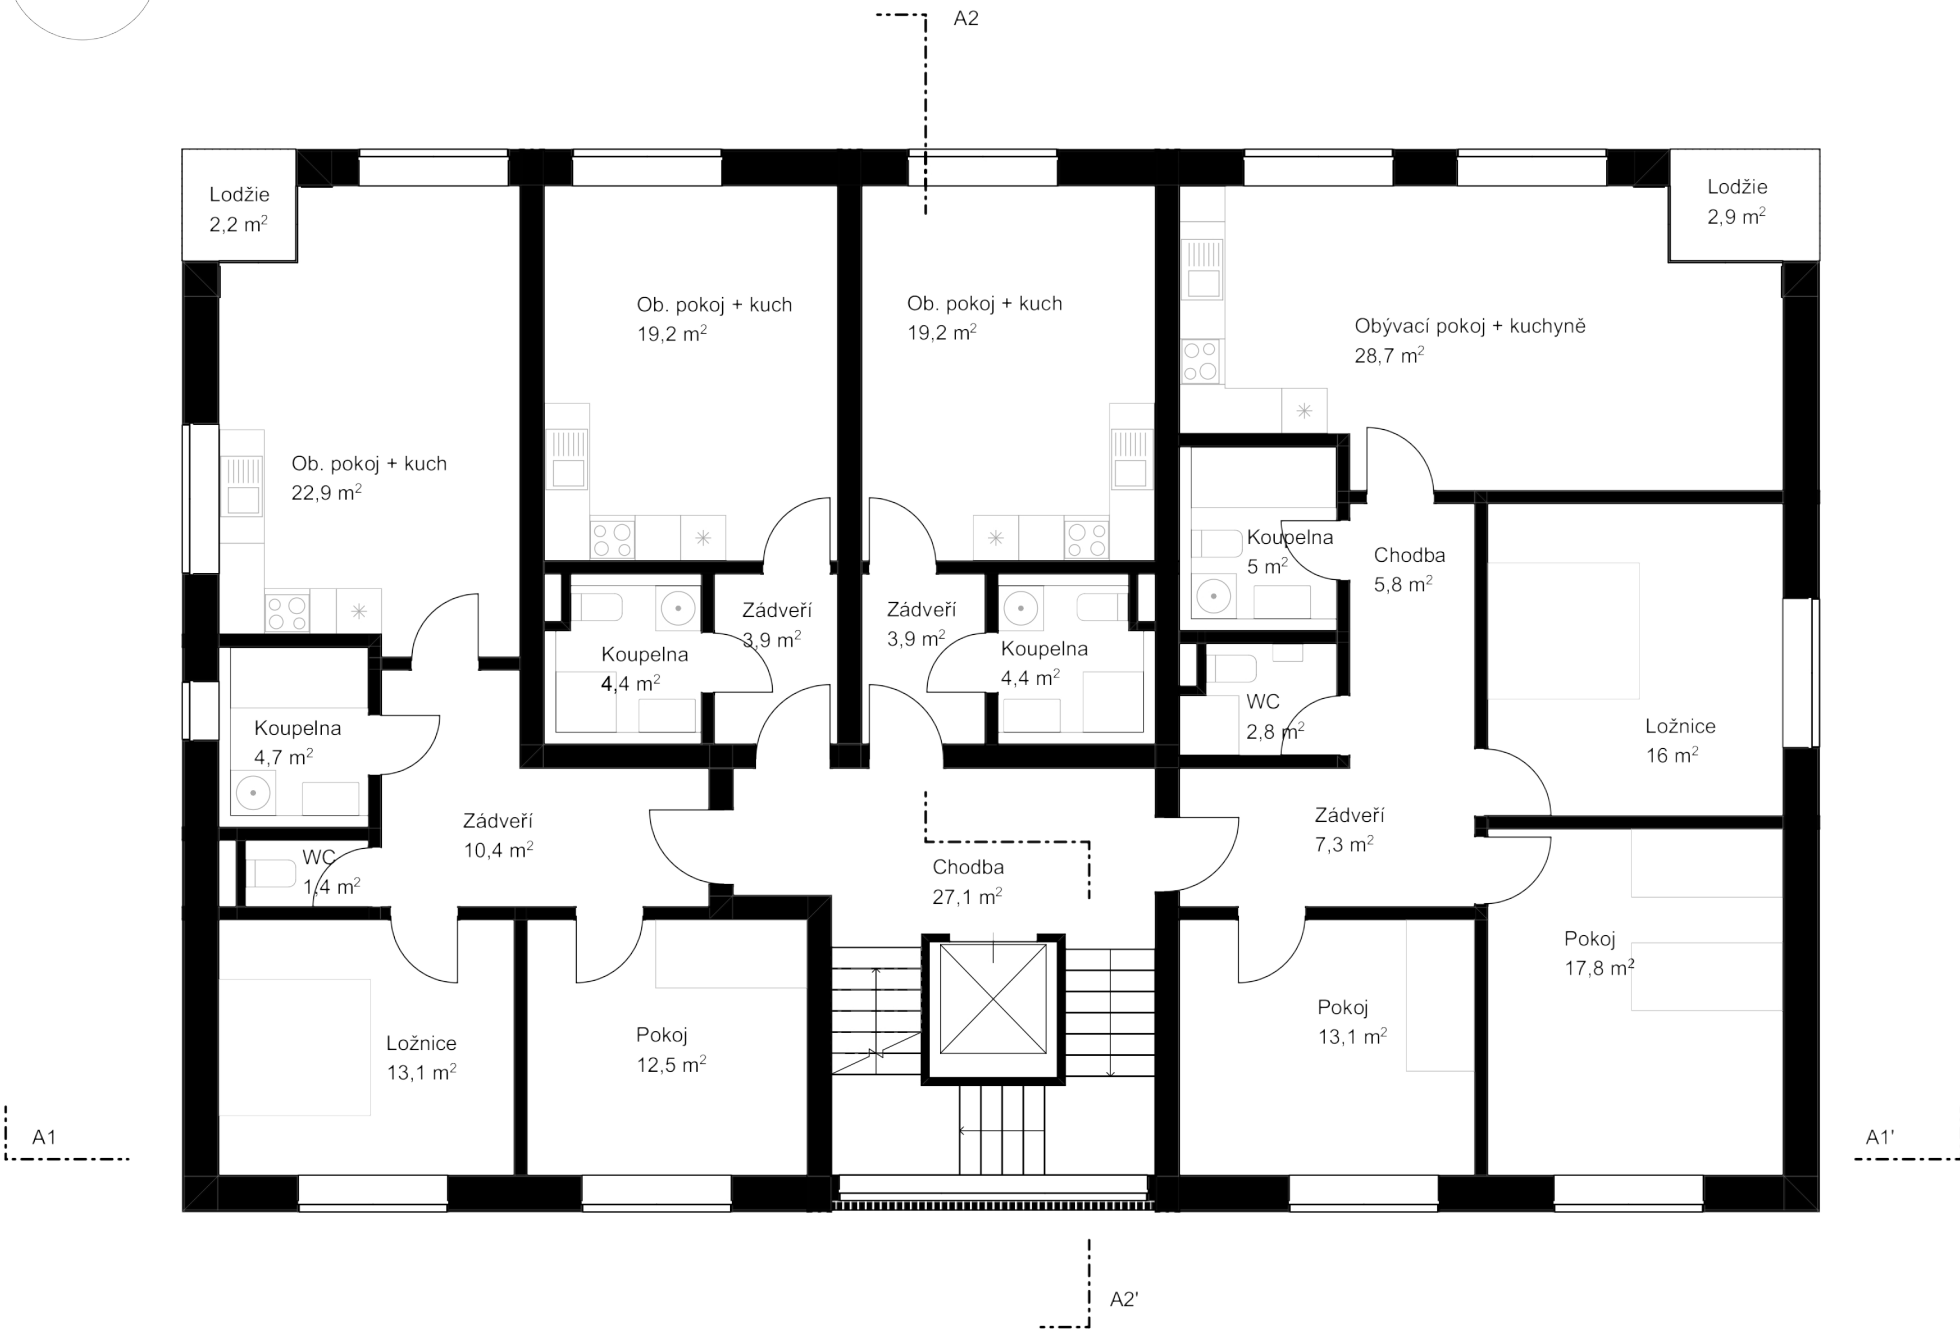 A2
Lodžie
2,2 m²
Lodžie
2,9 m²
Ob. pokoj + kuch
19,2 m²
Ob. pokoj + kuch
19,2 m²
Obývací pokoj + kuchyně
28,7 m²
Ob. pokoj + kuch
22,9 m²
Koupelna
5 m²
Chodba
5,8 m²
Zádveří
3,9 m²
Zádveří
3,9 m²
Koupelna
4,4 m²
Koupelna
4,4 m²
WC
2,8 m²
Ložnice
16 m²
Koupelna
4,7 m²
Zádveří
10,4 m²
Zádveří
7,3 m²
WC
1,4 m²
Chodba
27,1 m²
Pokoj
17,8 m²
Ložnice
13,1 m²
Pokoj
12,5 m²
Pokoj
13,1 m²
A1
A1'
A2'